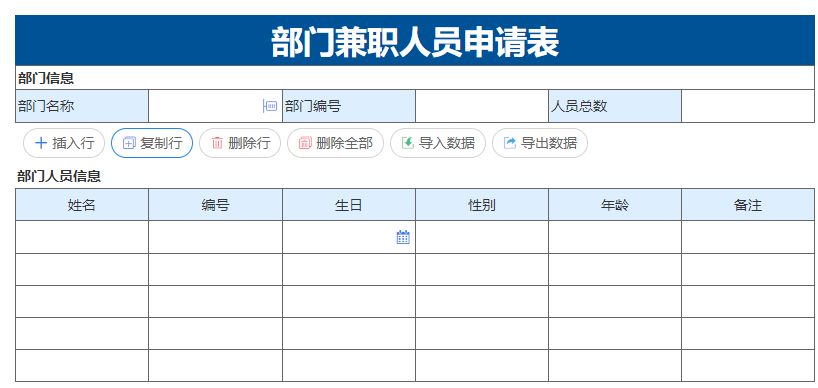 部门兼职人员申请表
部门信息
部门名称 部门编号 人员总数
插入行 复制行 删除行 删除全部 导入数据 导出数据
部门人员信息
姓名 编号 生日 性别 年龄 备注